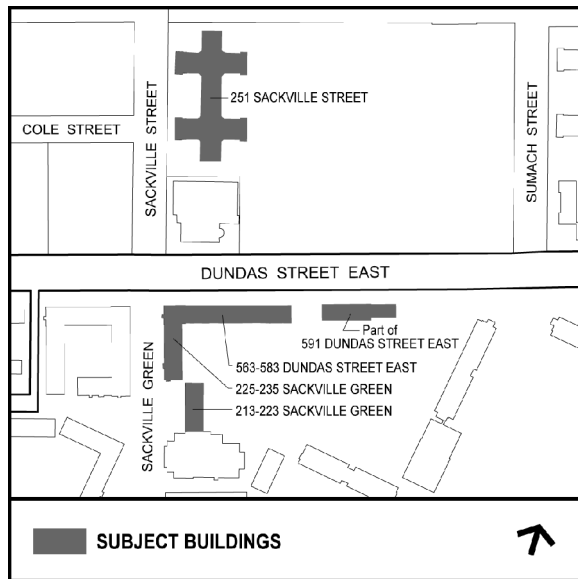 251 SACKVILLE STREET
COLE STREET
SACKVILLE STREET
SUMACH STREET
DUNDAS STREET EAST
Part of
591 DUNDAS STREET EAST
563-583 DUNDAS STREET EAST
225-235 SACKVILLE GREEN
213-223 SACKVILLE GREEN
SACKVILLE GREEN
SUBJECT BUILDINGS